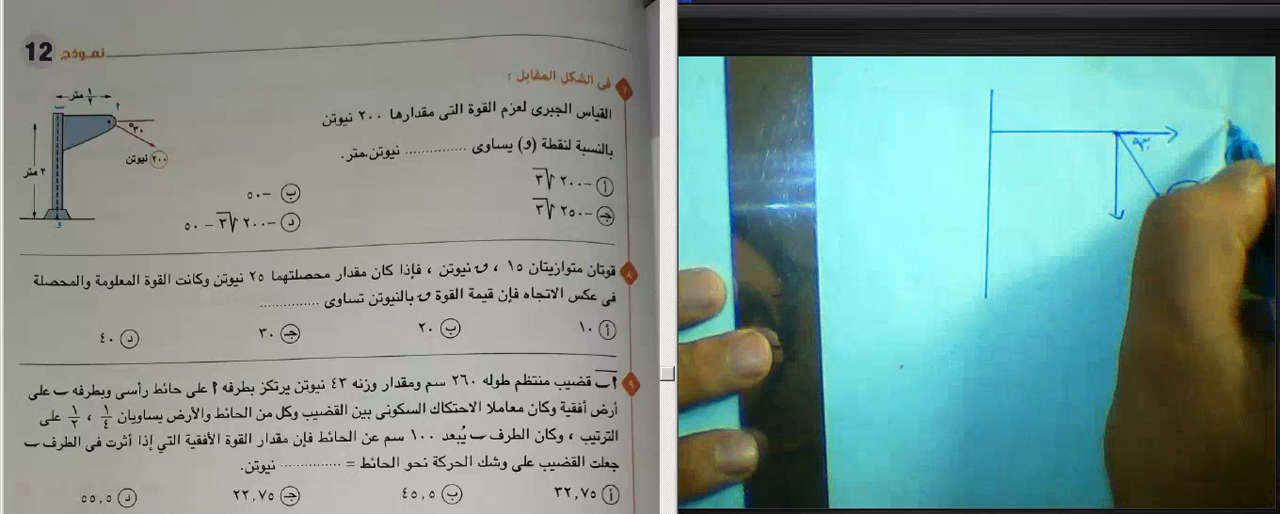 نموذج 12
٧ في الشكل المقابل :
القياس الجبرى لعزم القوة التى مقدارها ٢٠٠ نيوتن
بالنسبة لنقطة (و) يساوى .............. نيوتن.متر.
أ -٢٠٠√٣
ب -٥٠
ج -٢٥٠√٣
د -٢٠٠√٣ - ٥٠
١/٢ متر
ب
أ
٣٠°
٢٠٠ نيوتن
٢ متر
و
٨ قوتان متوازيتان ١٥ ، ق نيوتن ، فإذا كان مقدار محصلتهما ٢٥ نيوتن وكانت القوة المعلومة والمحصلة
فى عكس الاتجاه فإن قيمة القوة ق بالنيوتن تساوى ..............
أ ١٠
ب ٢٠
ج ٣٠
د ٤٠
٩ أب قضيب منتظم طوله ٢٦٠ سم ومقدار وزنه ٤٣ نيوتن يرتكز بطرفه أ على حائط رأسى وبطرفه ب على
أرض أفقية وكان معاملا الاحتكاك السكونى بين القضيب وكل من الحائط والأرض يساويان ١/٤ ، ١/٢ على
الترتيب ، وكان الطرف ب يُبعد ١٠٠ سم عن الحائط فإن مقدار القوة الأفقية التي إذا أثرت فى الطرف ب
جعلت القضيب على وشك الحركة نحو الحائط = .............. نيوتن.
أ ٣٢,٧٥
ب ٤٥,٥
ج ٢٢,٧٥
د ٥٥,٥
٣٠°